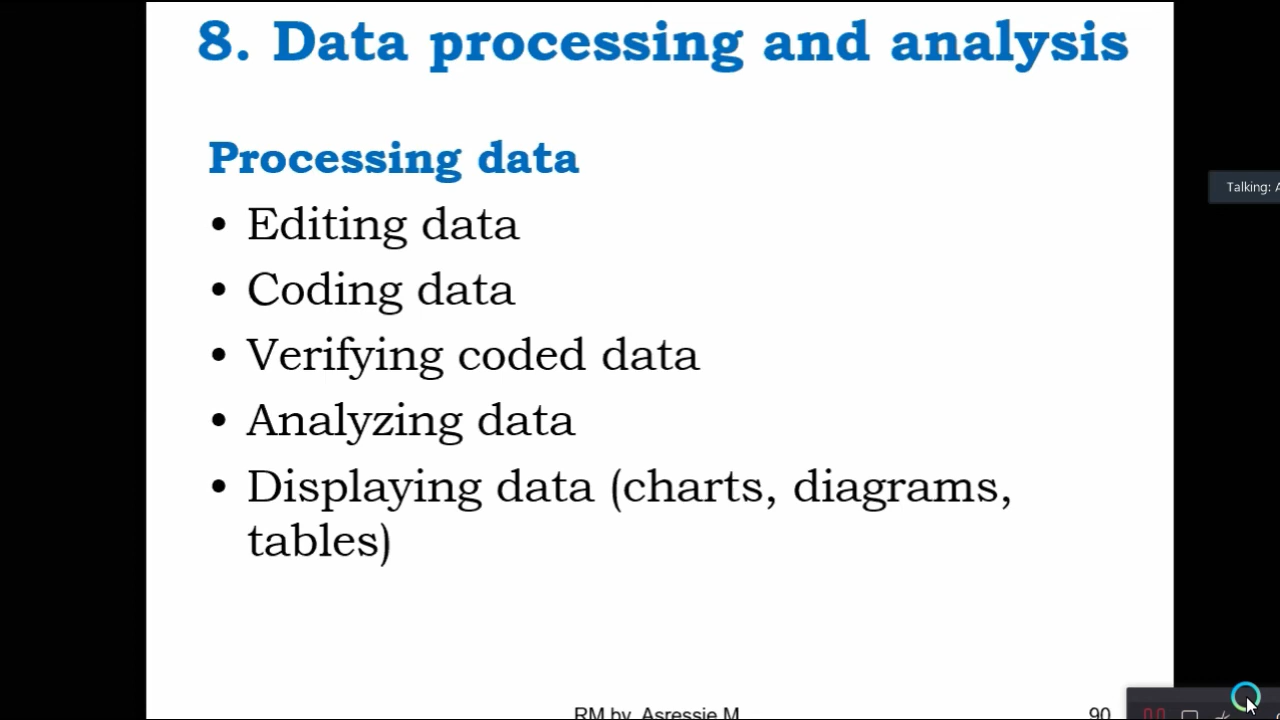 8. Data processing and analysis
Processing data
• Editing data
• Coding data
• Verifying coded data
• Analyzing data
• Displaying data (charts, diagrams,
tables)
Talking: A
RM by Asressie M
90